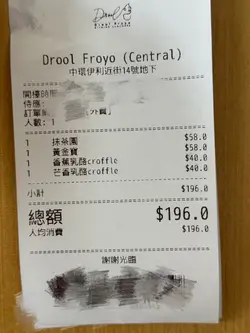 Drool
Drool Froyo (Central)
中環伊利近街14號地下
開檯時間
侍應:
訂單
人數: 1
1 抹茶園 $58.0
1 黃金寶 $58.0
1 香蕉乳酪croffle $40.0
1 芒香乳酪croffle $40.0
小計 $196.0
總額 $196.0
人均消費 $196.0
謝謝光臨